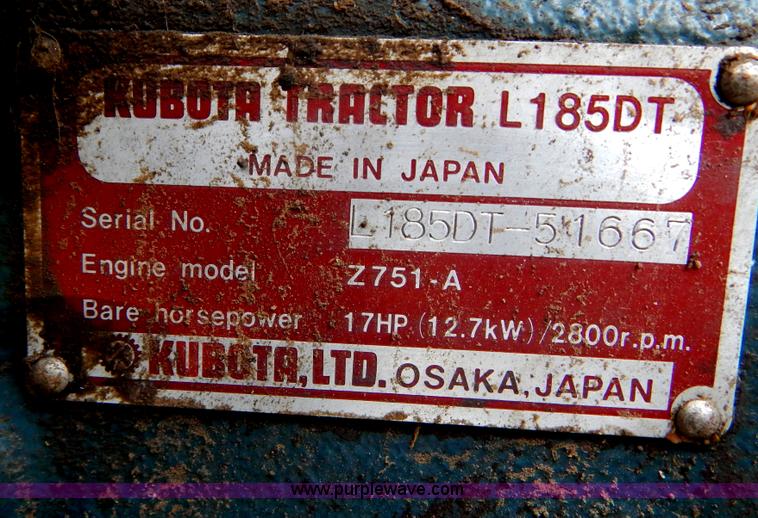 KUBOTA TRACTOR L185DT
MADE IN JAPAN
Serial No. L185DT-51667
Engine model Z751-A
Bare horsepower 17HP (12.7kW)/2800r.p.m.
KUBOTA, LTD. OSAKA, JAPAN
www.purplewave.com